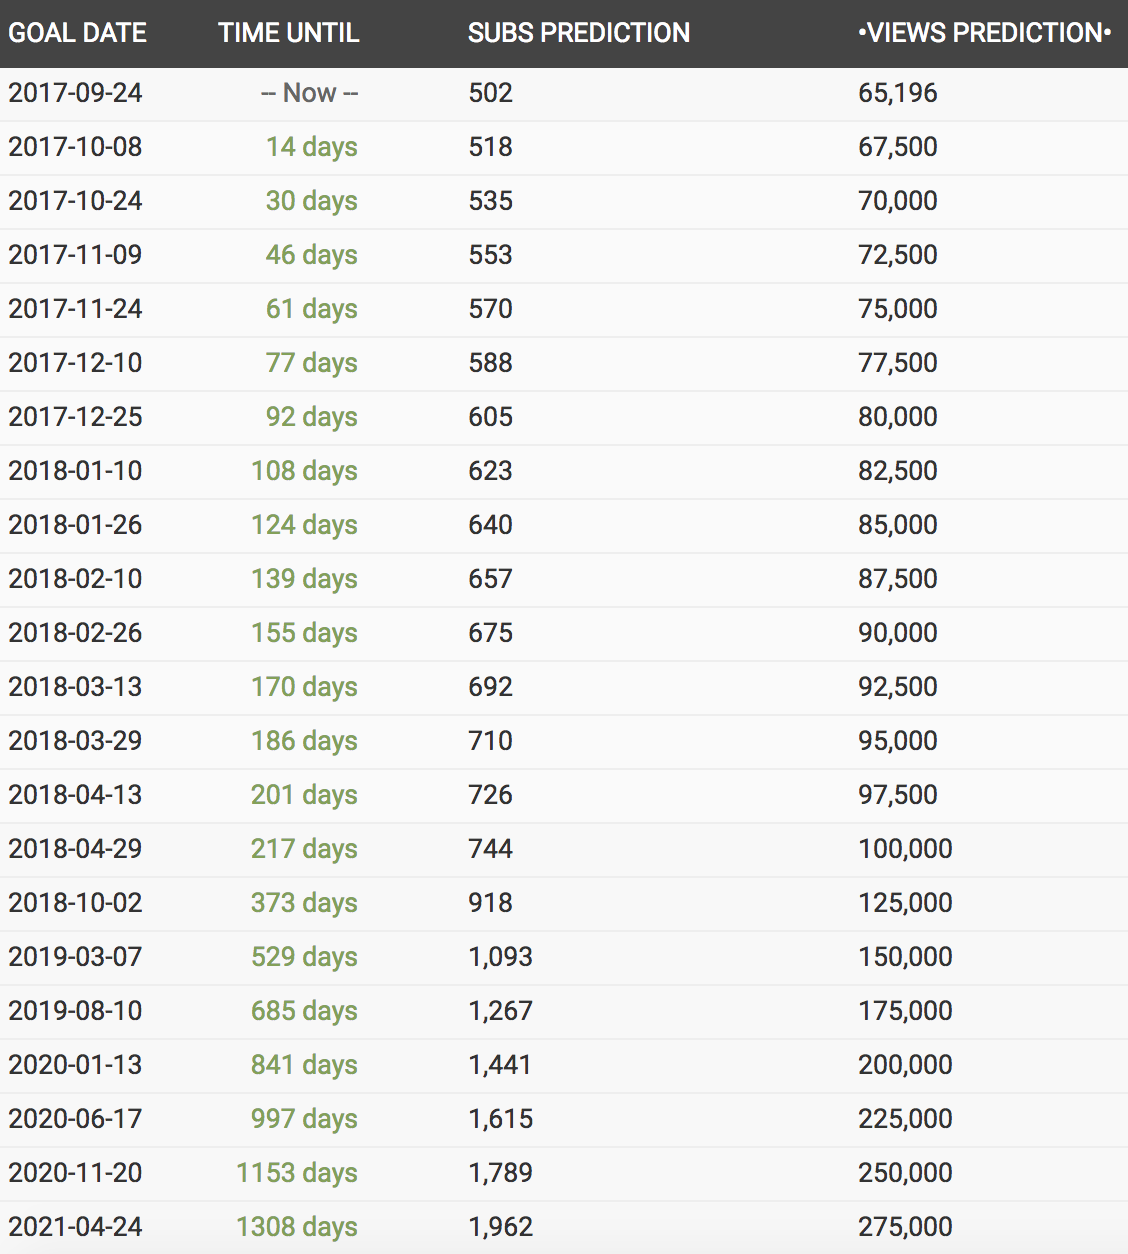 GOAL DATE TIME UNTIL SUBS PREDICTION •VIEWS PREDICTION•
2017-09-24 -- Now -- 502 65,196
2017-10-08 14 days 518 67,500
2017-10-24 30 days 535 70,000
2017-11-09 46 days 553 72,500
2017-11-24 61 days 570 75,000
2017-12-10 77 days 588 77,500
2017-12-25 92 days 605 80,000
2018-01-10 108 days 623 82,500
2018-01-26 124 days 640 85,000
2018-02-10 139 days 657 87,500
2018-02-26 155 days 675 90,000
2018-03-13 170 days 692 92,500
2018-03-29 186 days 710 95,000
2018-04-13 201 days 726 97,500
2018-04-29 217 days 744 100,000
2018-10-02 373 days 918 125,000
2019-03-07 529 days 1,093 150,000
2019-08-10 685 days 1,267 175,000
2020-01-13 841 days 1,441 200,000
2020-06-17 997 days 1,615 225,000
2020-11-20 1153 days 1,789 250,000
2021-04-24 1308 days 1,962 275,000